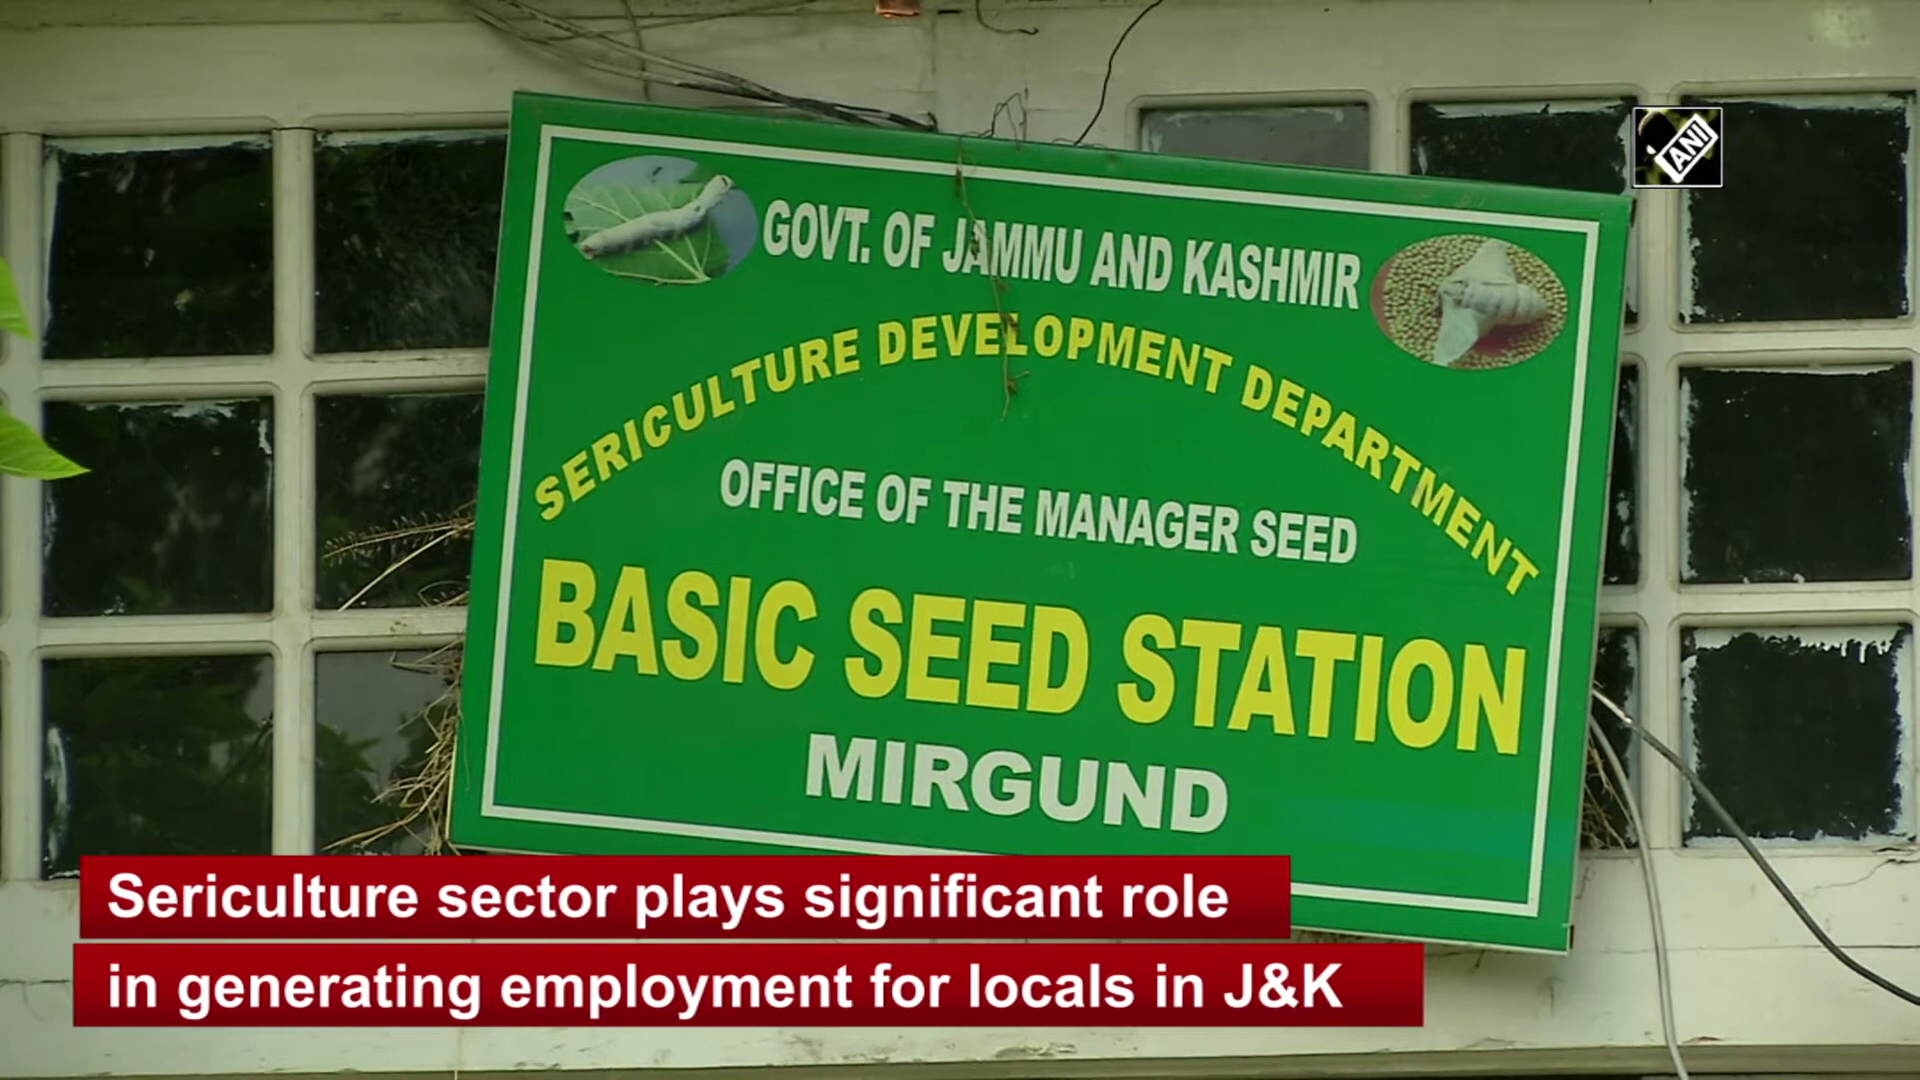 ANI
GOVT. OF JAMMU AND KASHMIR
SERICULTURE DEVELOPMENT DEPARTMENT
OFFICE OF THE MANAGER SEED
BASIC SEED STATION
MIRGUND
Sericulture sector plays significant role
in generating employment for locals in J&K